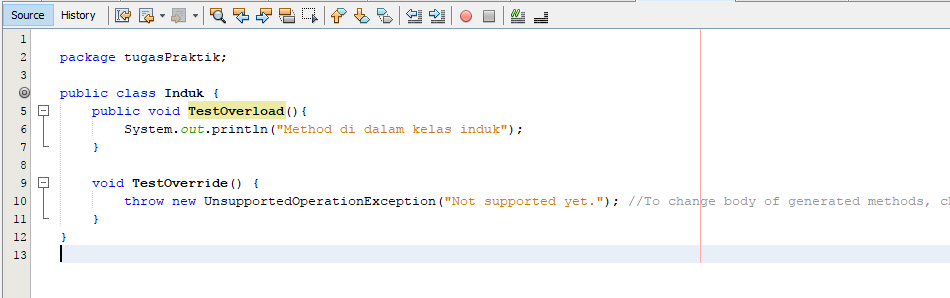 Source History
1
2 package tugasPraktik;
3
public class Induk {
5 public void TestOverload(){
6 System.out.println("Method di dalam kelas induk");
7 }
8
9 void TestOverride() {
10 throw new UnsupportedOperationException("Not supported yet."); //To change body of generated methods,
11 }
12 }
13